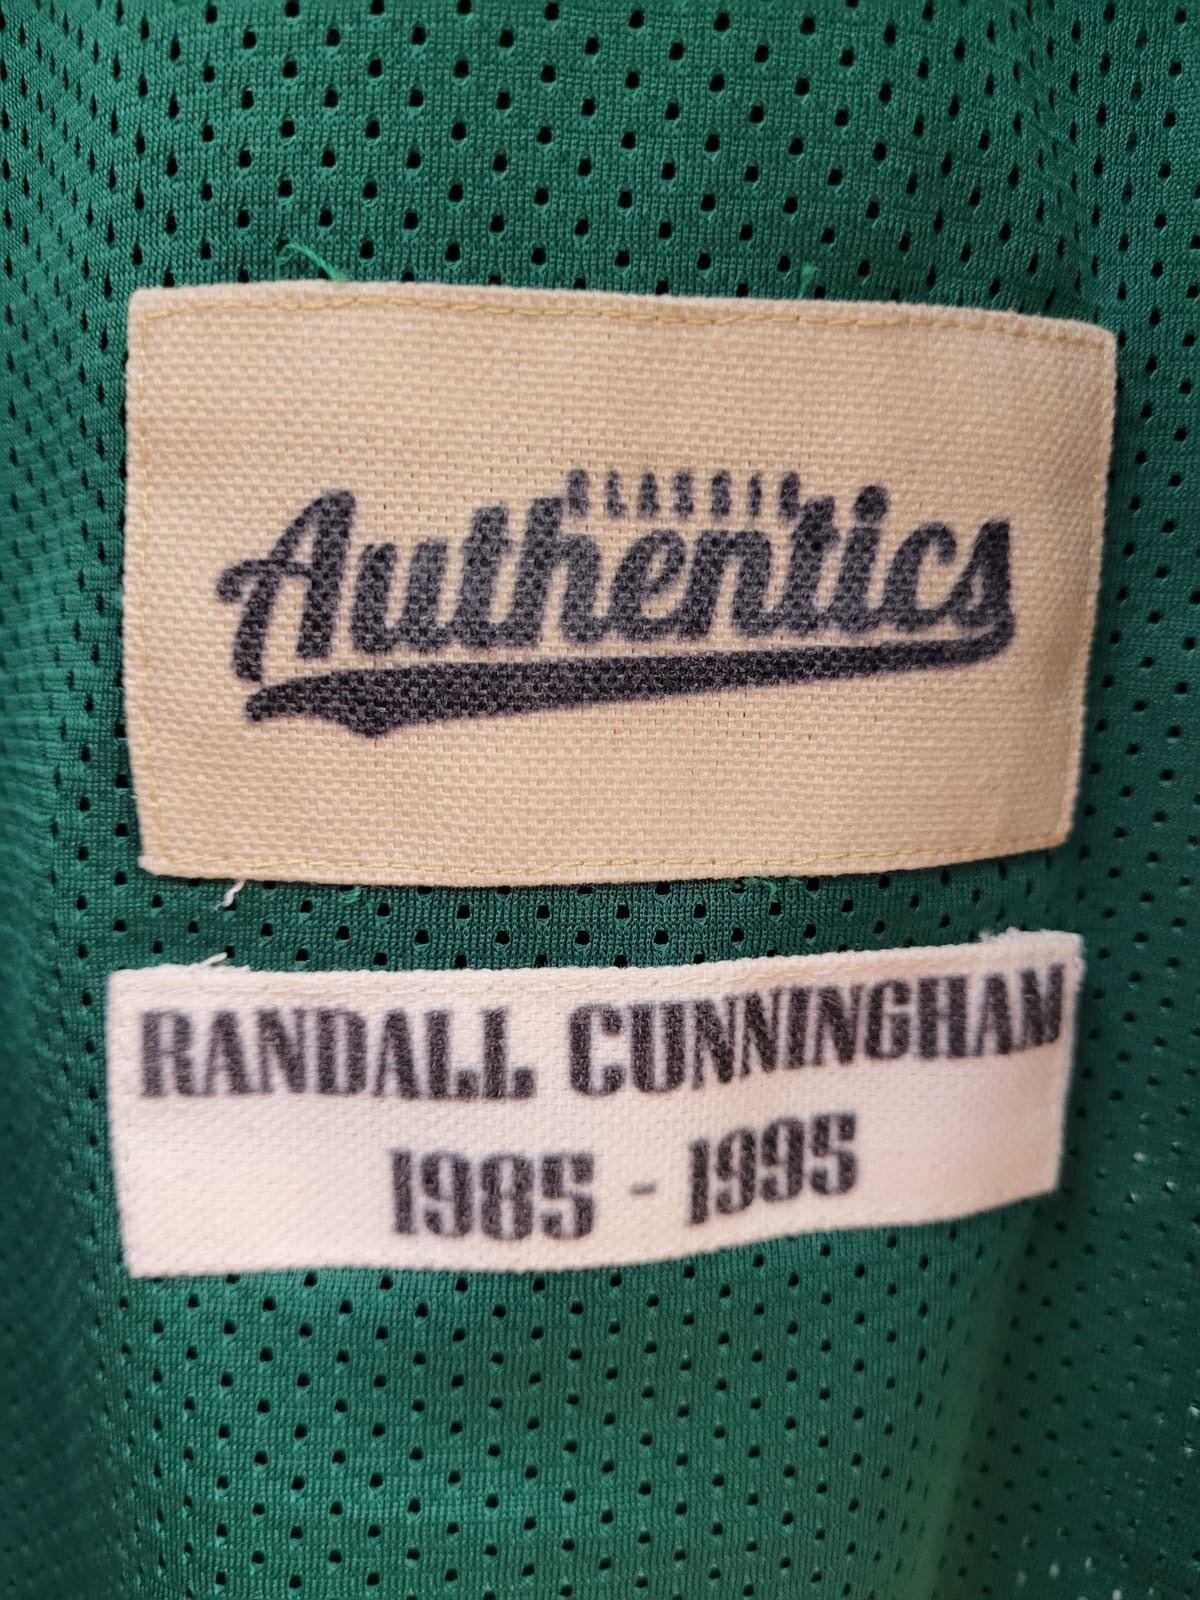 CLASSIC
Authentics
RANDALL CUNNINGHAM
1985 - 1995